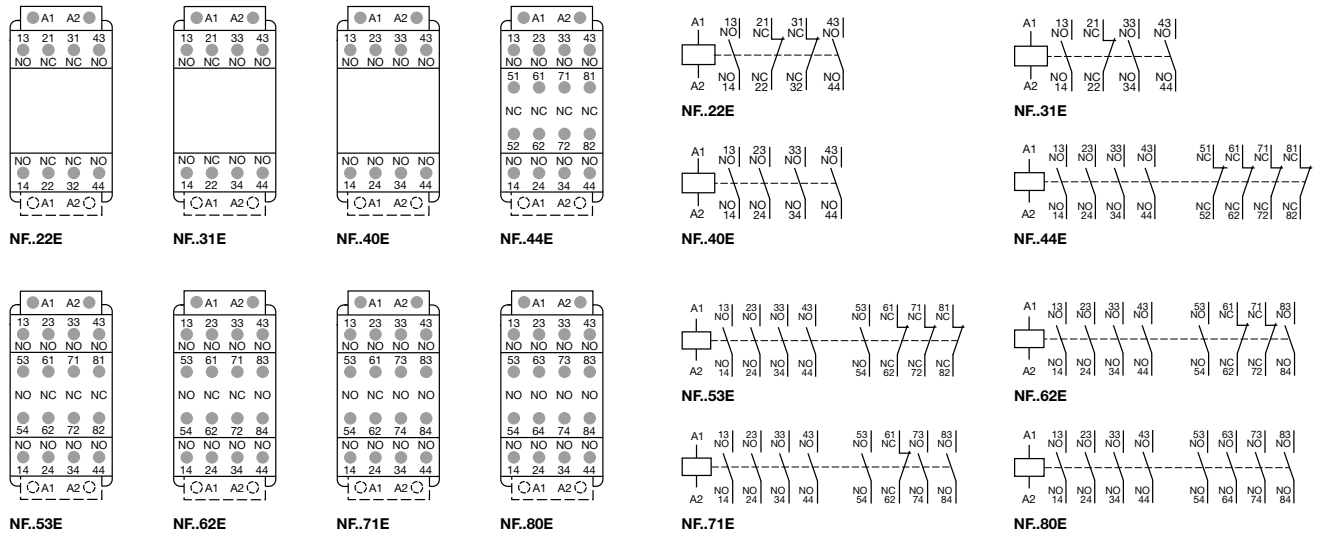 A1 A2
13 21 31 43
NO NC NC NO
NO NC NC NO
14 22 32 44
A1 A2
NF..22E
A1 A2
13 21 33 43
NO NC NO NO
NO NC NO NO
14 22 34 44
A1 A2
NF..31E
A1 A2
13 23 33 43
NO NO NO NO
NO NO NO NO
14 24 34 44
A1 A2
NF..40E
A1 A2
13 23 33 43
NO NO NO NO
51 61 71 81
NC NC NC NC
52 62 72 82
NO NO NO NO
14 24 34 44
A1 A2
NF..44E
A1 13 21 31 43
NO NC NC NO
NO NC NC NO
A2 14 22 32 44
NF..22E
A1 13 21 33 43
NO NC NO NO
NO NC NO NO
A2 14 22 34 44
NF..31E
A1 13 23 33 43
NO NO NO NO
NO NO NO NO
A2 14 24 34 44
NF..40E
A1 13 23 33 43 51 61 71 81
NO NO NO NO NC NC NC NC
NO NO NO NO NC NC NC NC
A2 14 24 34 44 52 62 72 82
NF..44E
A1 A2
13 23 33 43
NO NO NO NO
53 61 71 81
NO NC NC NC
54 62 72 82
NO NO NO NO
14 24 34 44
A1 A2
NF..53E
A1 A2
13 23 33 43
NO NO NO NO
53 61 71 83
NO NC NC NO
54 62 72 84
NO NO NO NO
14 24 34 44
A1 A2
NF..62E
A1 A2
13 23 33 43
NO NO NO NO
53 61 73 83
NO NC NO NO
54 62 74 84
NO NO NO NO
14 24 34 44
A1 A2
NF..71E
A1 A2
13 23 33 43
NO NO NO NO
53 64 73 83
NO NO NO NO
54 64 74 84
NO NO NO NO
14 24 34 44
A1 A2
NF..80E
A1 13 23 33 43 53 61 71 81
NO NO NO NO NO NC NC NC
NO NO NO NO NO NC NC NC
A2 14 24 34 44 54 62 72 82
NF..53E
A1 13 23 33 43 53 61 71 83
NO NO NO NO NO NC NC NO
NO NO NO NO NO NC NC NO
A2 14 24 34 44 54 62 72 84
NF..62E
A1 13 23 33 43 53 61 73 83
NO NO NO NO NO NC NO NO
NO NO NO NO NO NC NO NO
A2 14 24 34 44 54 62 74 84
NF..71E
A1 13 23 33 43 53 63 73 83
NO NO NO NO NO NO NO NO
NO NO NO NO NO NO NO NO
A2 14 24 34 44 54 64 74 84
NF..80E